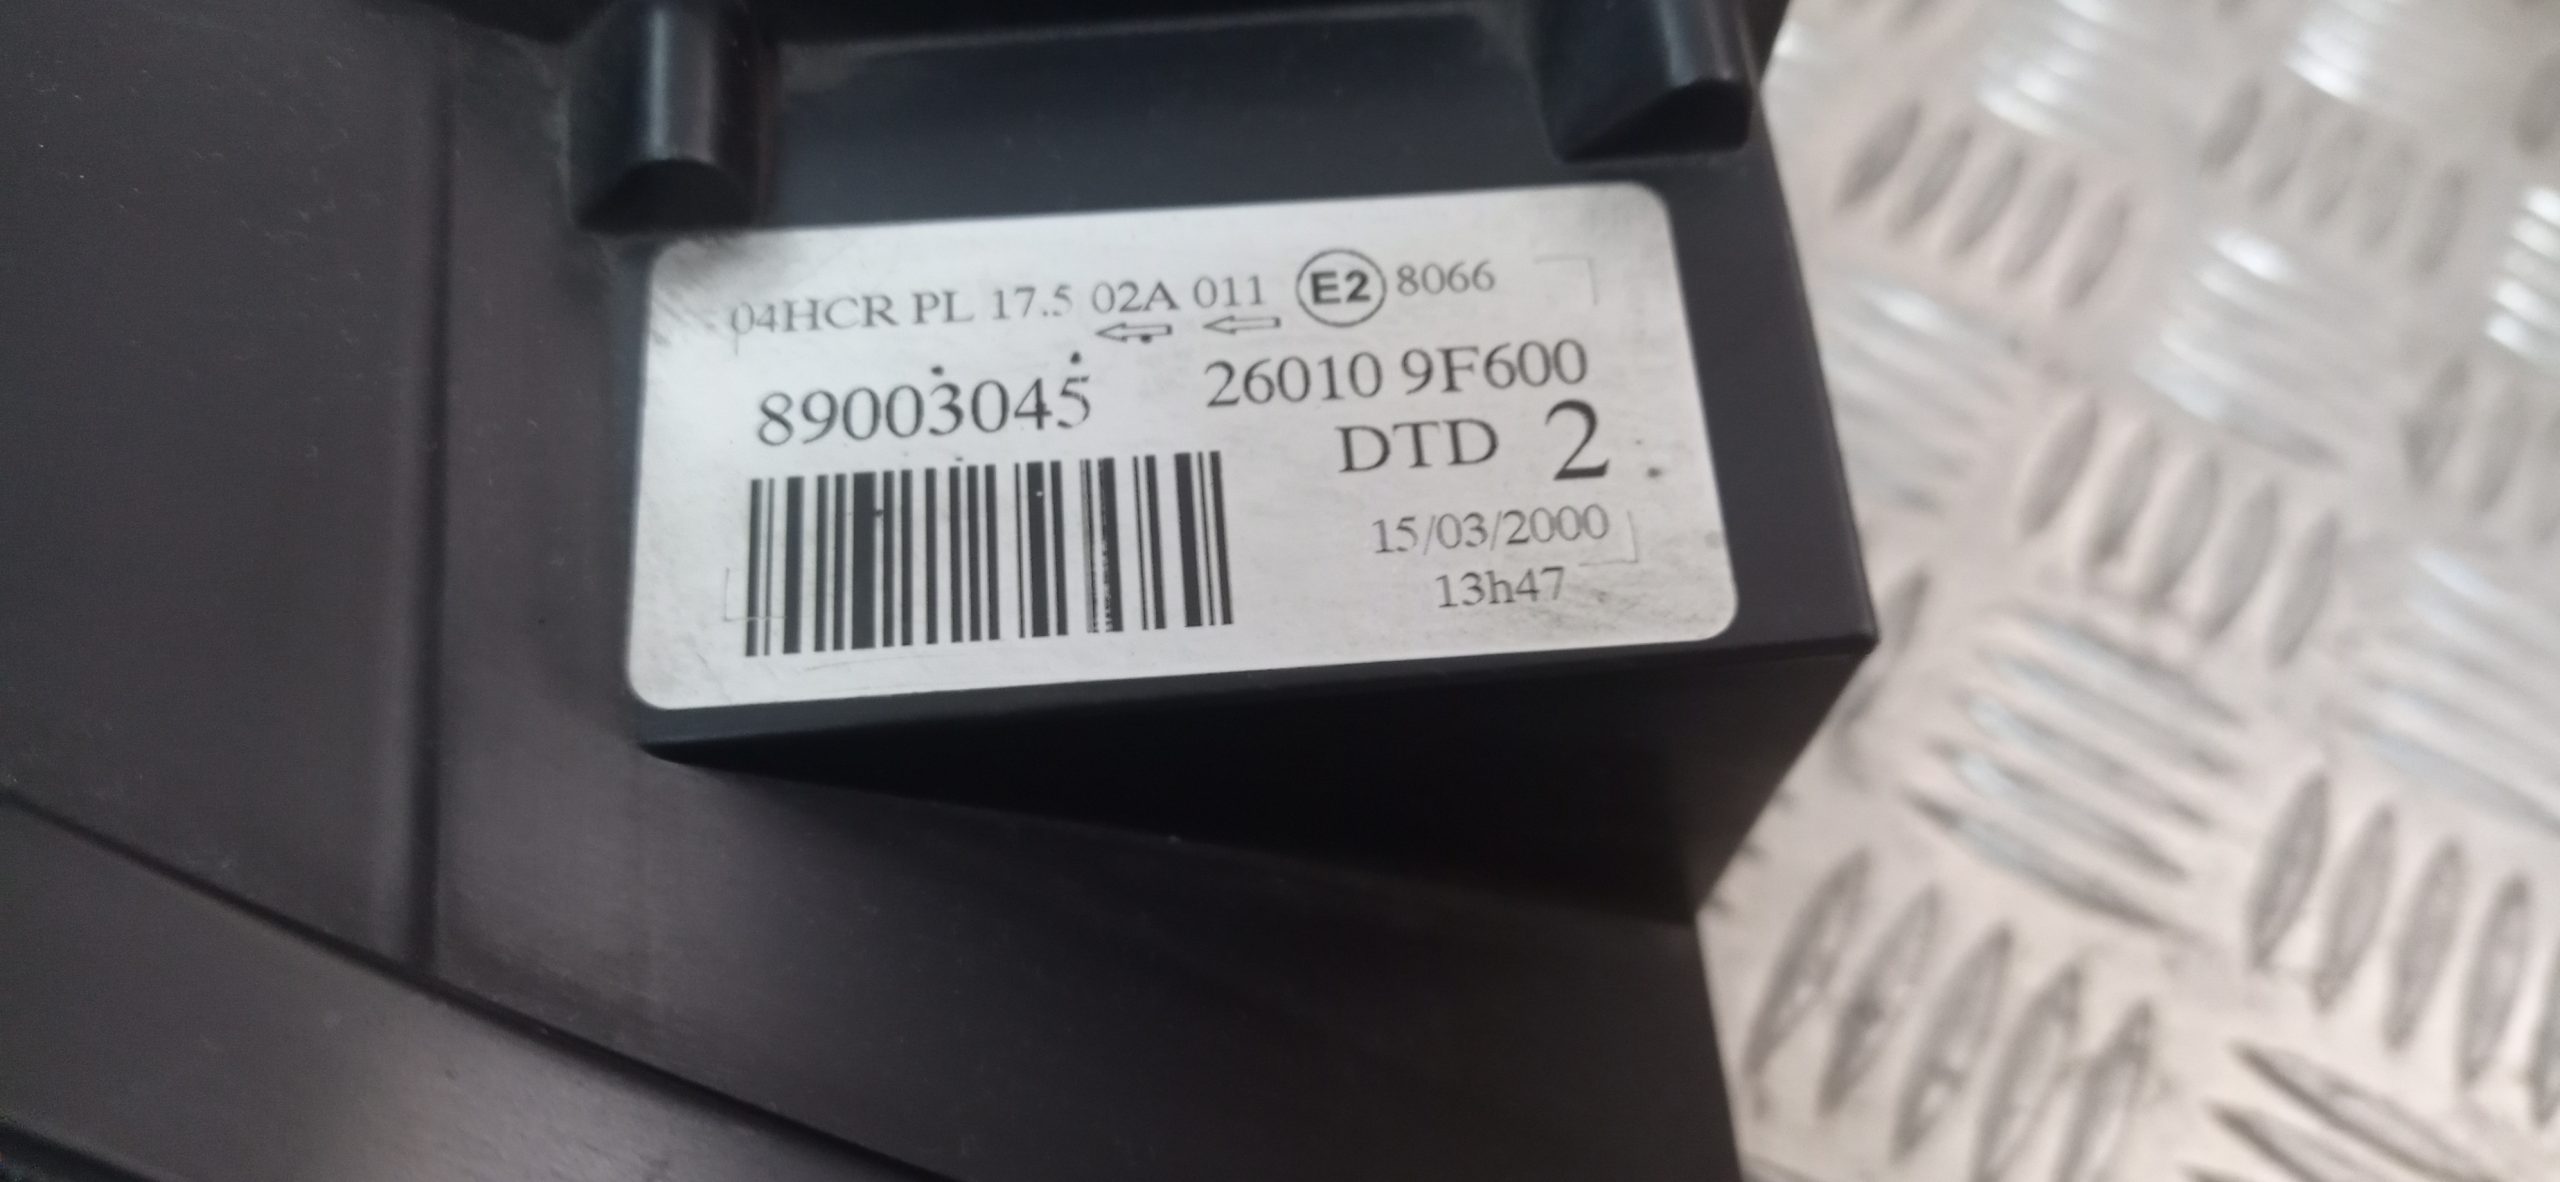 04HCR PL 17.5 02A 011 E2 8066
89003045 26010 9F600
DTD 2
15/03/2000
13h47